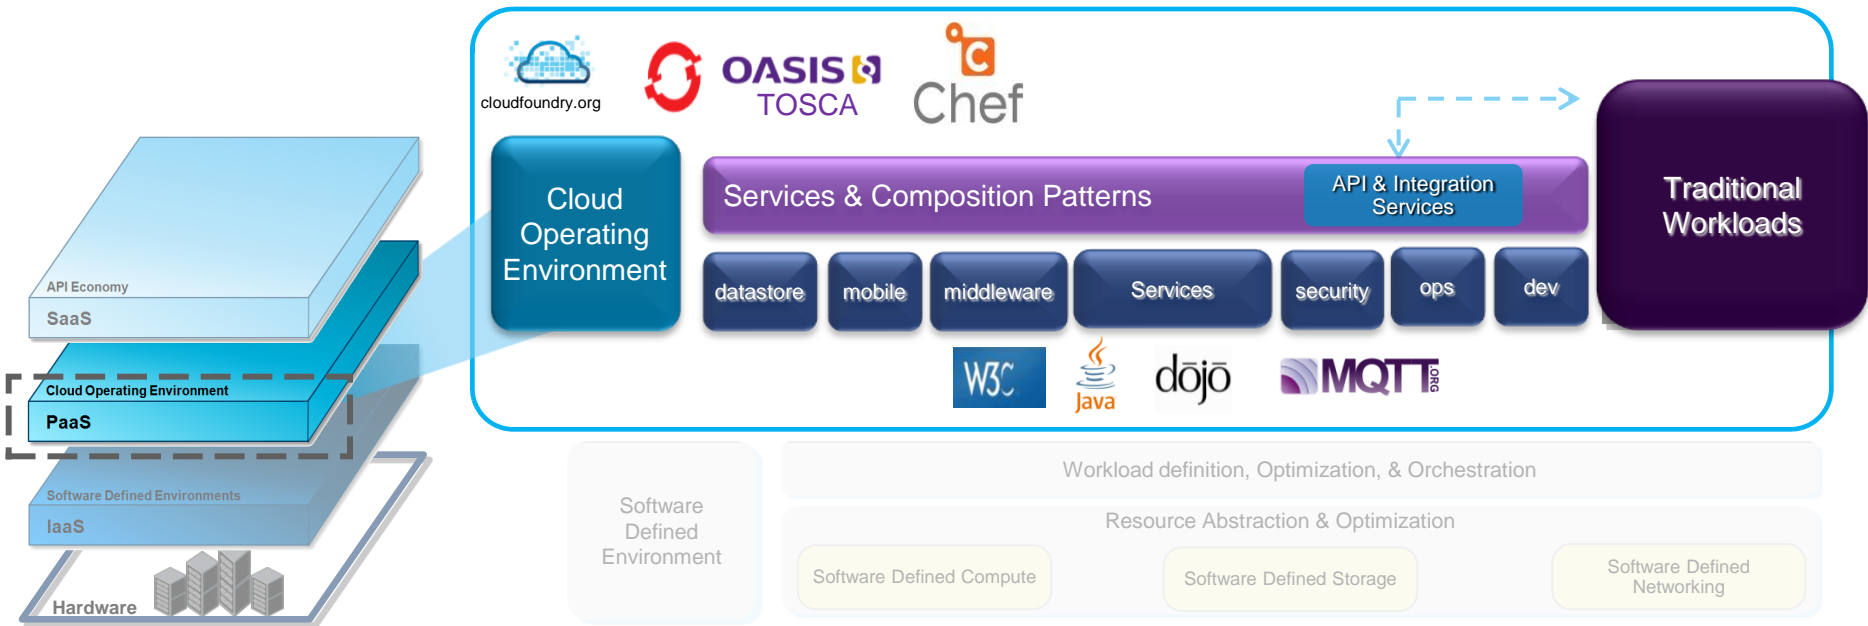 cloudfoundry.org
OASIS
TOSCA
Chef
Cloud
Operating
Environment
Services & Composition Patterns
API & Integration
Services
Traditional
Workloads
datastore
mobile
middleware
Services
security
ops
dev
W3C
Java
dōjō
MQTT
.ORG
API Economy
SaaS
Cloud Operating Environment
PaaS
Software Defined Environments
IaaS
Hardware
Software
Defined
Environment
Workload definition, Optimization, & Orchestration
Resource Abstraction & Optimization
Software Defined Compute
Software Defined Storage
Software Defined
Networking